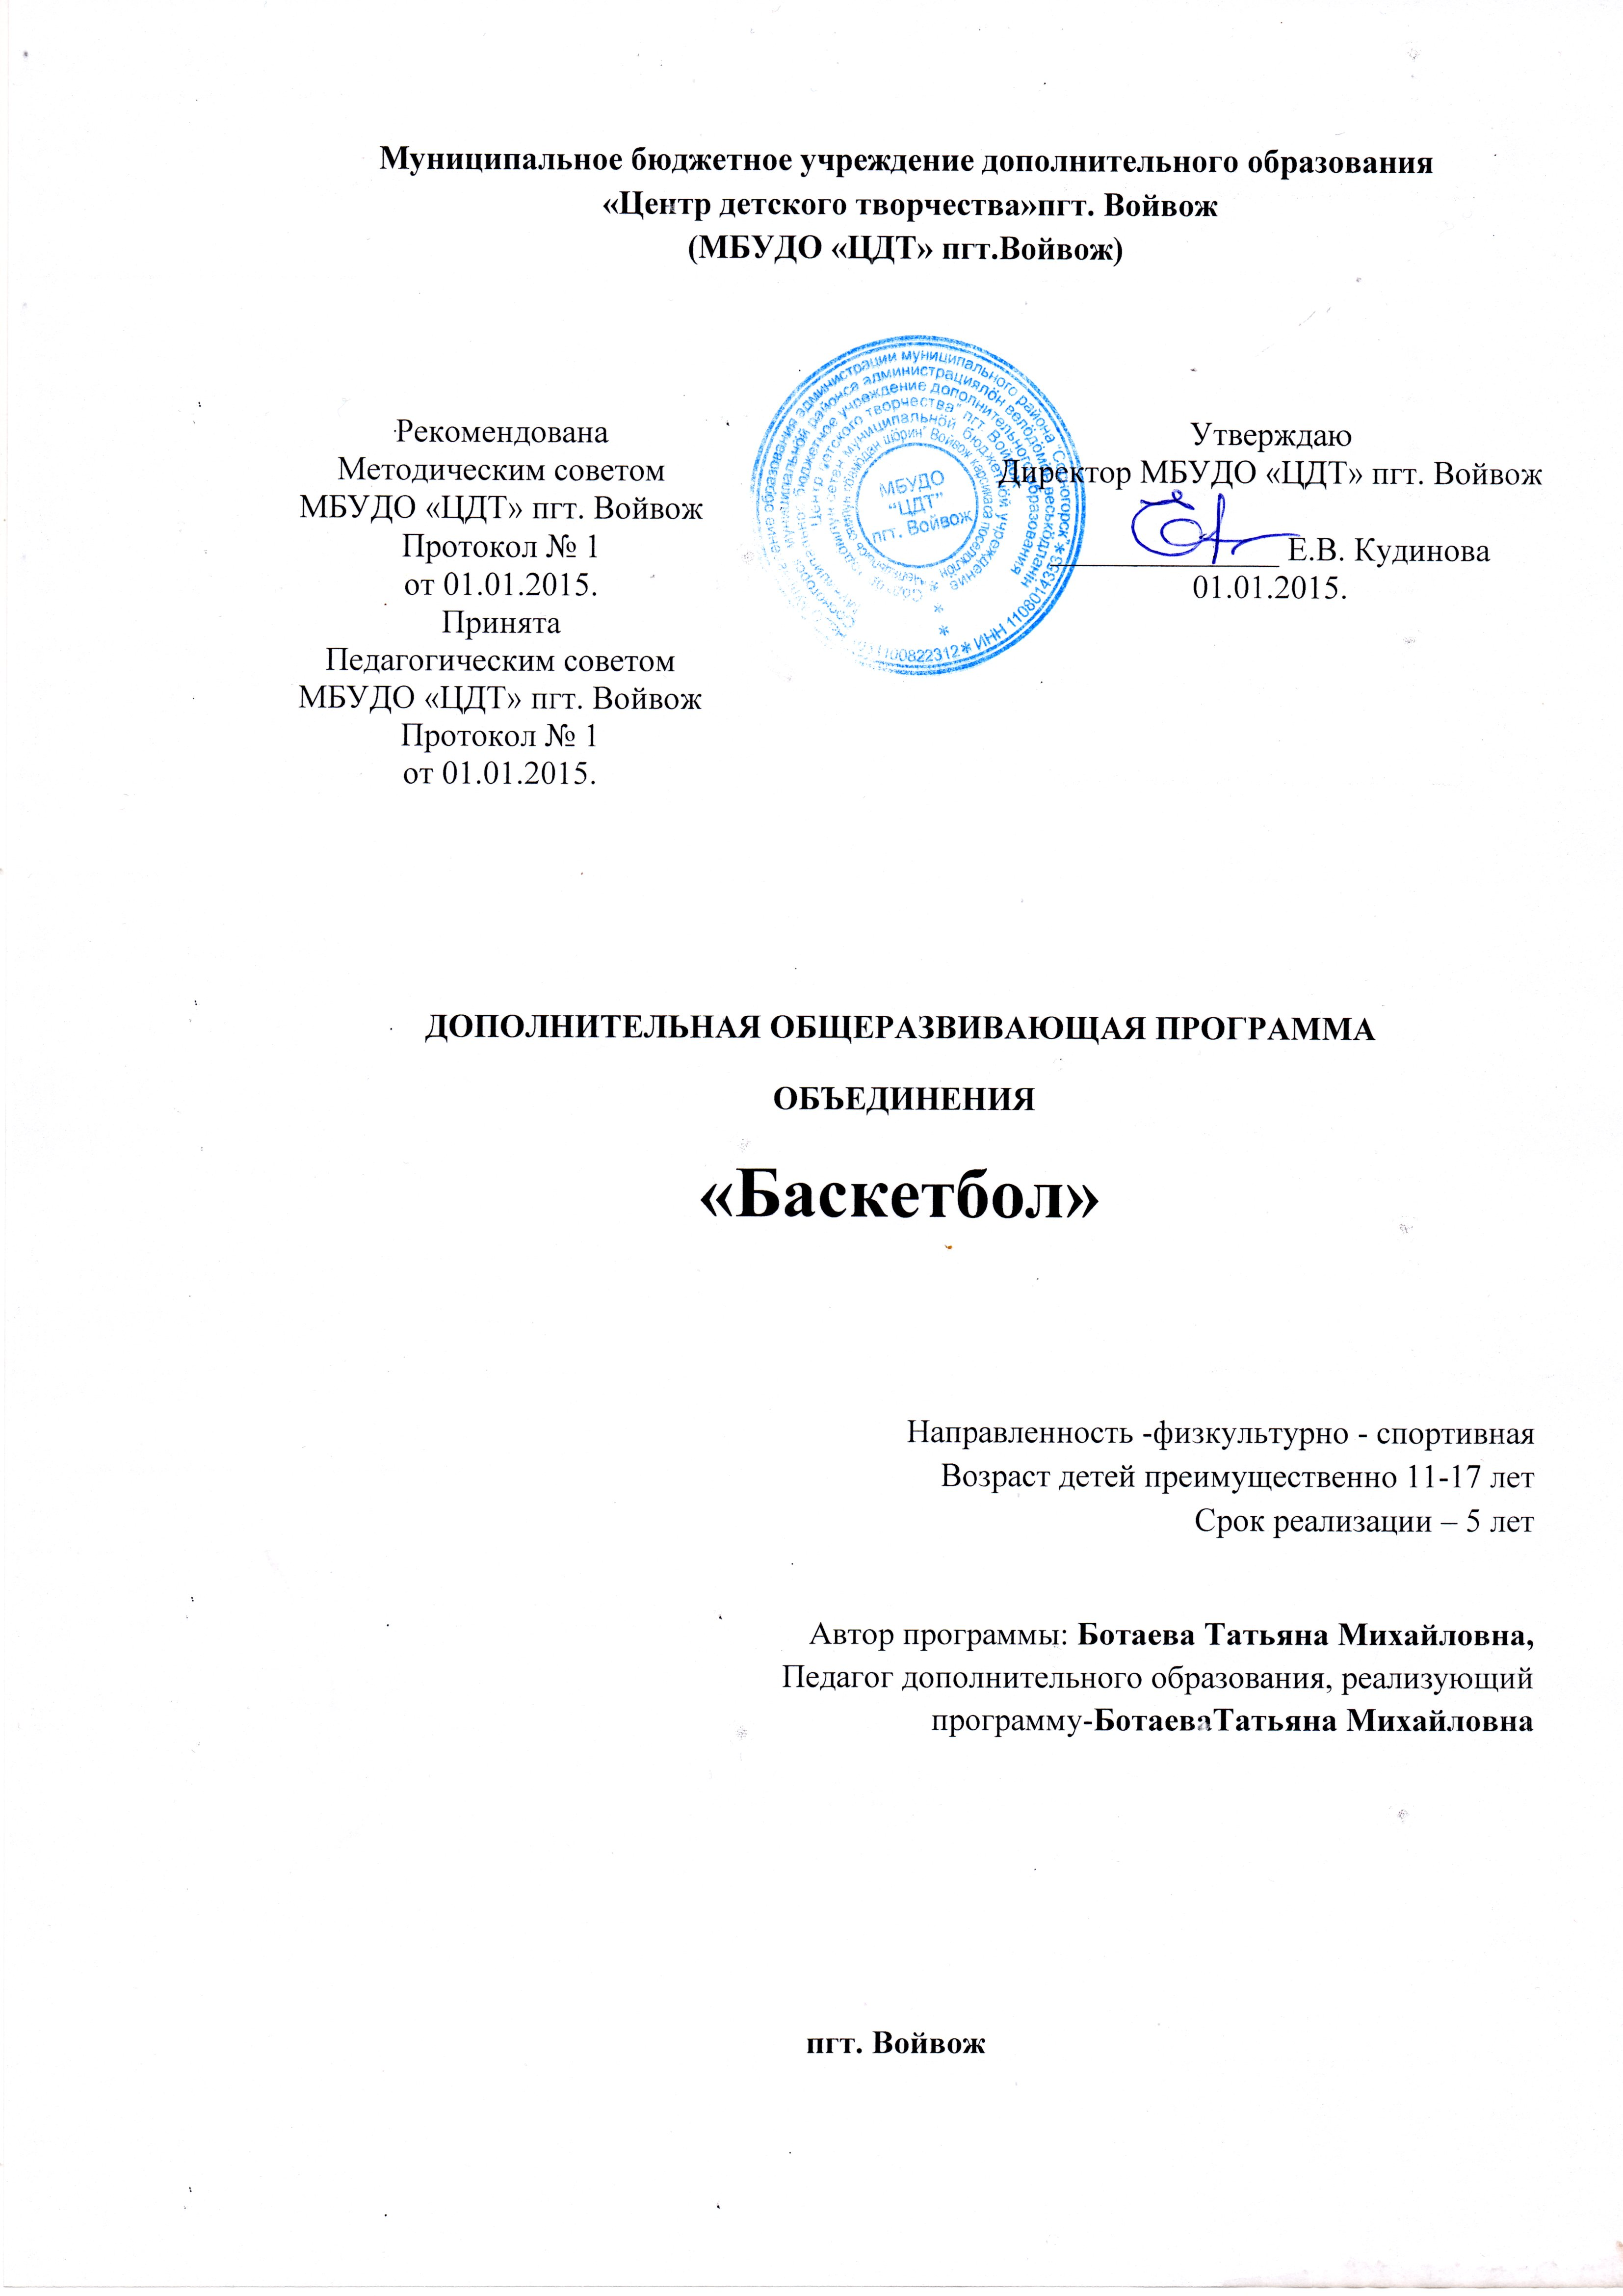 Муниципальное бюджетное учреждение дополнительного образования
«Центр детского творчества»пгт. Войвож
(МБУДО «ЦДТ» пгт.Войвож)
Рекомендована
Методическим советом
МБУДО «ЦДТ» пгт. Войвож
Протокол № 1
от 01.01.2015.
Принята
Педагогическим советом
МБУДО «ЦДТ» пгт. Войвож
Протокол № 1
от 01.01.2015.
МБУДО
"ЦДТ"
пгт. Войвож
ИНН 1108014353
Утверждаю
Директор МБУДО «ЦДТ» пгт. Войвож
Е.В. Кудинова
01.01.2015.
ДОПОЛНИТЕЛЬНАЯ ОБЩЕРАЗВИВАЮЩАЯ ПРОГРАММА
ОБЪЕДИНЕНИЯ
«Баскетбол»
Направленность -физкультурно - спортивная
Возраст детей преимущественно 11-17 лет
Срок реализации – 5 лет
Автор программы: Ботаева Татьяна Михайловна,
Педагог дополнительного образования, реализующий
программу-БотаеваТатьяна Михайловна
пгт. Войвож